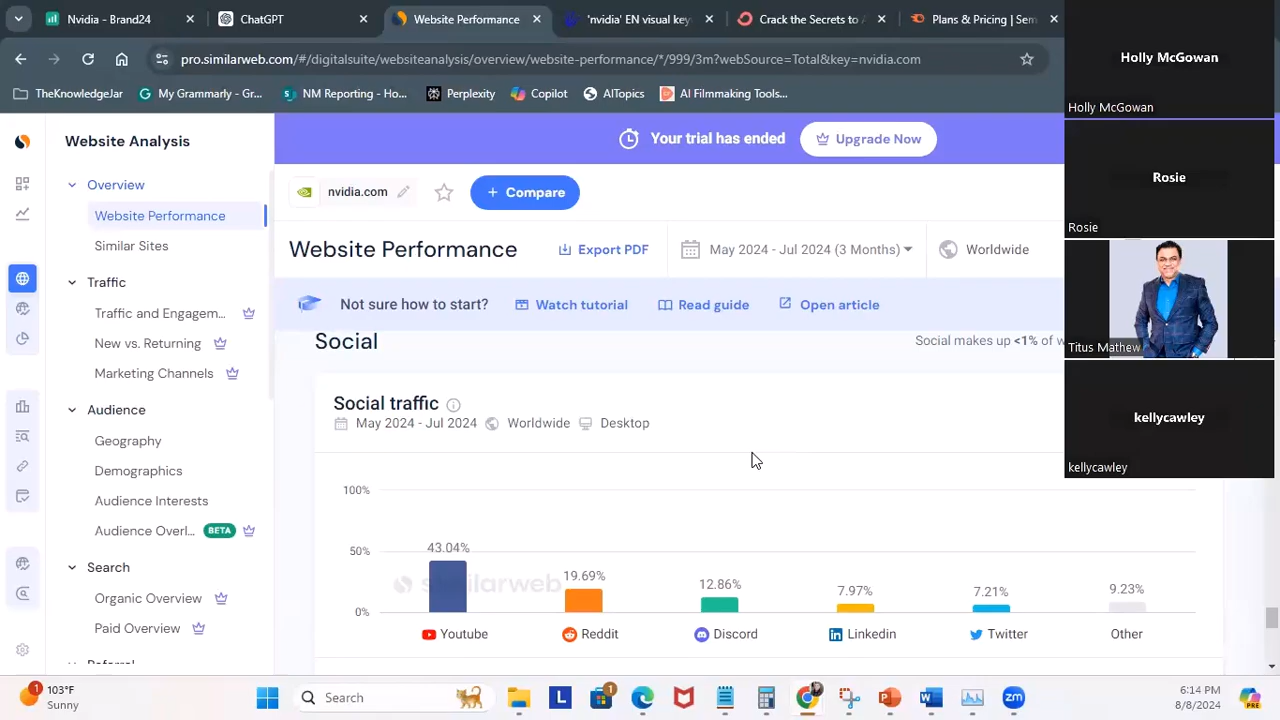 Nvidia - Brand24
ChatGPT
Website Performance
'nvidia' EN visual key
Crack the Secrets to A
Plans & Pricing | Sem
pro.similarweb.com/#/digitalsuite/websiteanalysis/overview/website-performance/*/999/3m?webSource=Total&key=nvidia.com
TheKnowledgeJar
My Grammarly - Gr...
NM Reporting - Ho...
Perplexity
Copilot
AITopics
AI Filmmaking Tools...
Website Analysis
Overview
Website Performance
Similar Sites
Traffic
Traffic and Engagem...
New vs. Returning
Marketing Channels
Audience
Geography
Demographics
Audience Interests
Audience Overl... BETA
Search
Organic Overview
Paid Overview
Referral
Your trial has ended
Upgrade Now
nvidia.com
+ Compare
Website Performance
Export PDF
May 2024 - Jul 2024 (3 Months)
Worldwide
Not sure how to start?
Watch tutorial
Read guide
Open article
Social
Social makes up <1% of w
Social traffic
May 2024 - Jul 2024 Worldwide Desktop
100%
50%
0%
43.04%
19.69%
12.86%
7.97%
7.21%
9.23%
similarweb
Youtube
Reddit
Discord
Linkedin
Twitter
Other
Holly McGowan
Holly McGowan
Rosie
Rosie
Titus Mathew
kellycawley
kellycawley
1
103°F
Sunny
Search
L
1
zm
6:14 PM
8/8/2024
PRE